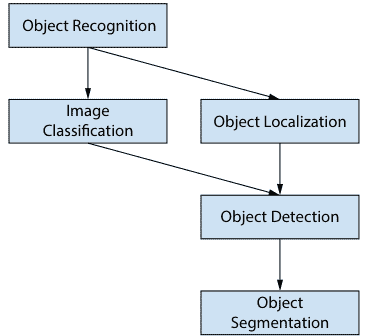 Object Recognition
Image
Classification
Object Localization
Object Detection
Object
Segmentation